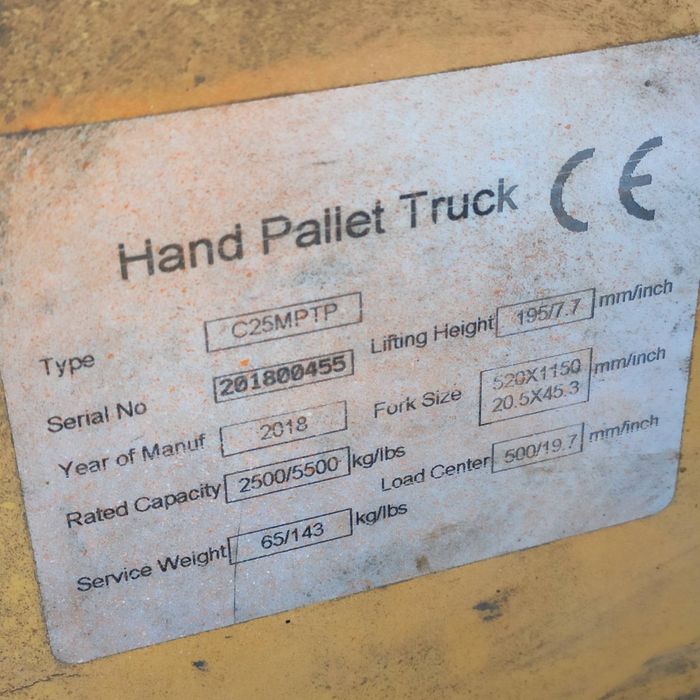 Hand Pallet Truck CE
Type C25MPTP Lifting Height 195/7.7 mm/inch
Serial No 201800455 Fork Size 520X1150 mm/inch
20.5X45.3
Year of Manuf 2018
Rated Capacity 2500/5500 kg/lbs Load Center 500/19.7 mm/inch
Service Weight 65/143 kg/lbs